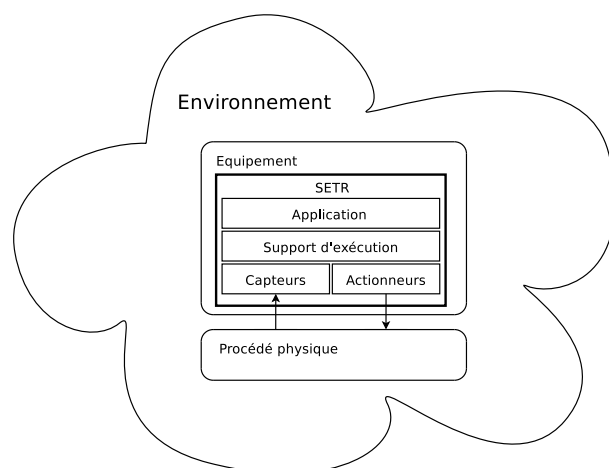 Environnement
Equipement
SETR
Application
Support d'exécution
Capteurs
Actionneurs
Procédé physique